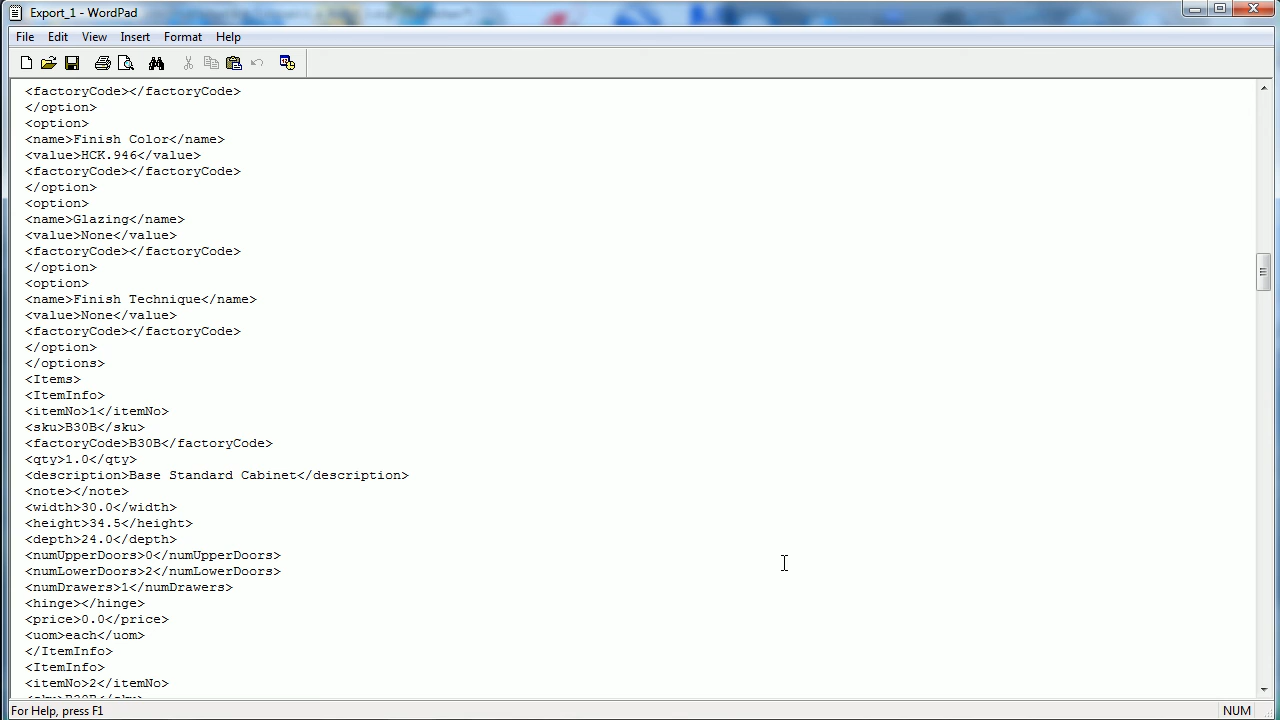 Export_1 - WordPad
File Edit View Insert Format Help
<factoryCode></factoryCode>
</option>
<option>
<name>Finish Color</name>
<value>HCK.946</value>
<factoryCode></factoryCode>
</option>
<option>
<name>Glazing</name>
<value>None</value>
<factoryCode></factoryCode>
</option>
<option>
<name>Finish Technique</name>
<value>None</value>
<factoryCode></factoryCode>
</option>
</options>
<Items>
<ItemInfo>
<itemNo>1</itemNo>
<sku>B30B</sku>
<factoryCode>B30B</factoryCode>
<qty>1.0</qty>
<description>Base Standard Cabinet</description>
<note></note>
<width>30.0</width>
<height>34.5</height>
<depth>24.0</depth>
<numUpperDoors>0</numUpperDoors>
<numLowerDoors>2</numLowerDoors>
<numDrawers>1</numDrawers>
<hinge></hinge>
<price>0.0</price>
<uom>each</uom>
</ItemInfo>
<ItemInfo>
<itemNo>2</itemNo>
<sku>B30B</sku>
For Help, press F1
NUM